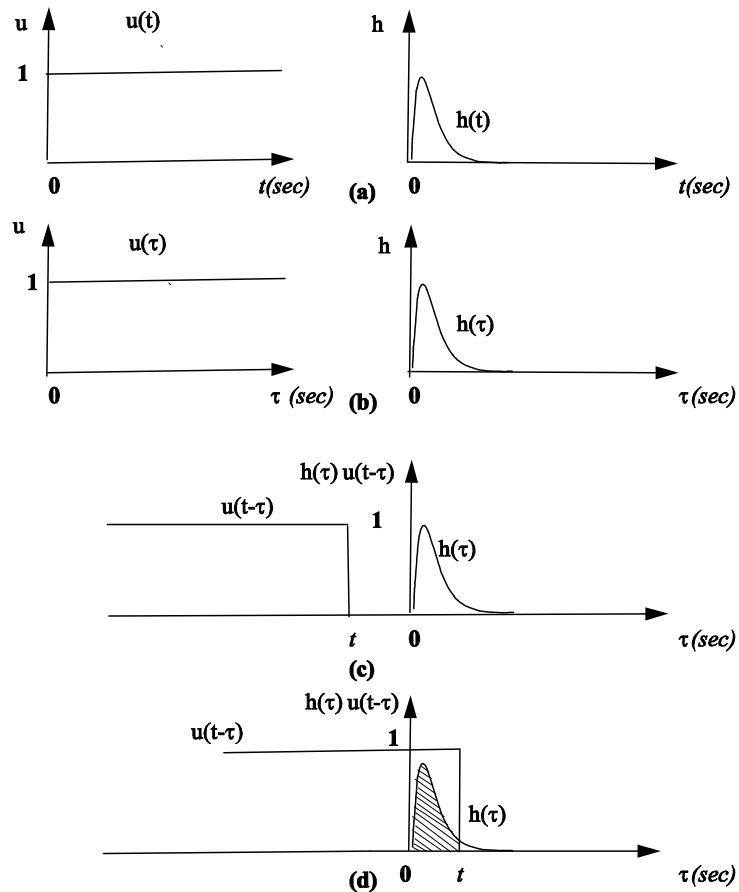 u
u(t)
1
0
t(sec)
h
h(t)
0
t(sec)
(a)
u
u(τ)
1
0
τ (sec)
h
h(τ)
0
τ(sec)
(b)
h(τ) u(t-τ)
u(t-τ)
1
h(τ)
t
0
τ(sec)
(c)
h(τ) u(t-τ)
u(t-τ)
1
h(τ)
0
t
τ(sec)
(d)